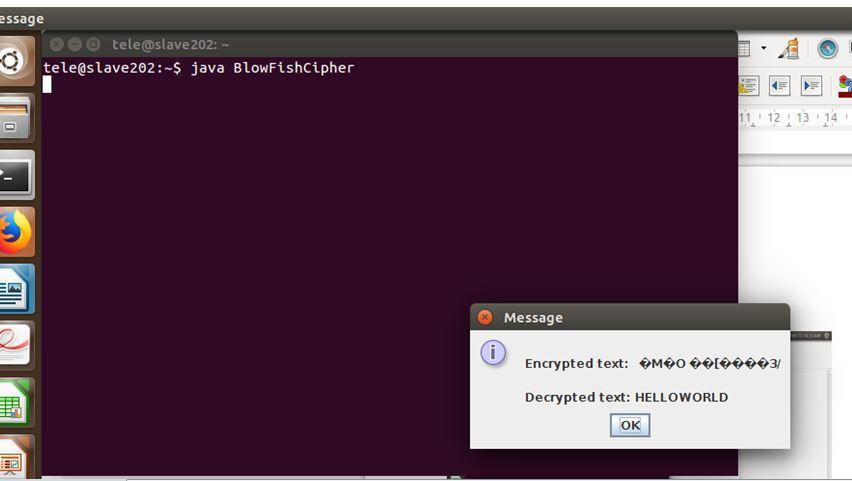 essage
tele@slave202: ~
tele@slave202:~$ java BlowFishCipher
11 12 13 14
Message
Encrypted text: �M�O ��[����3/
Decrypted text: HELLOWORLD
OK